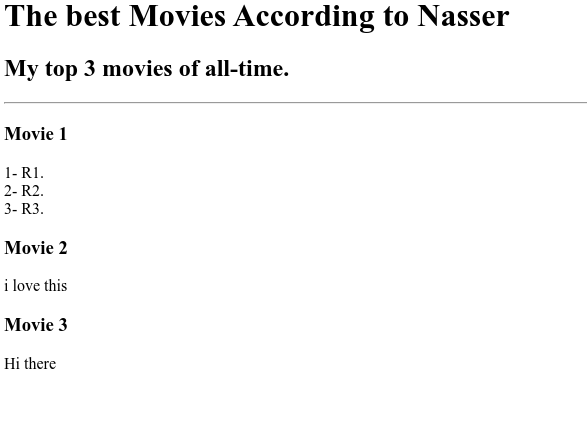 The best Movies According to Nasser
My top 3 movies of all-time.
Movie 1
1- R1.
2- R2.
3- R3.
Movie 2
i love this
Movie 3
Hi there